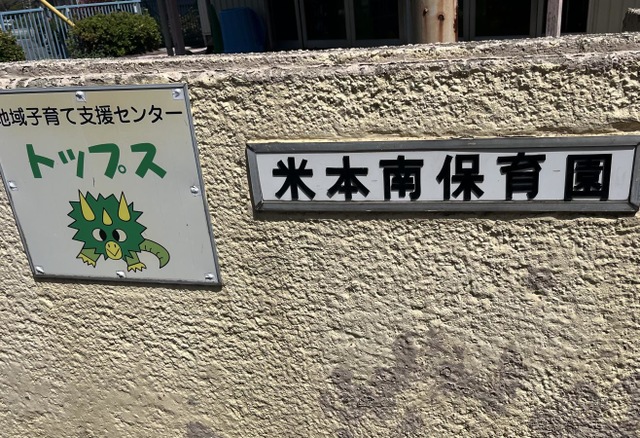 地域子育て支援センター
トップス
米本南保育園